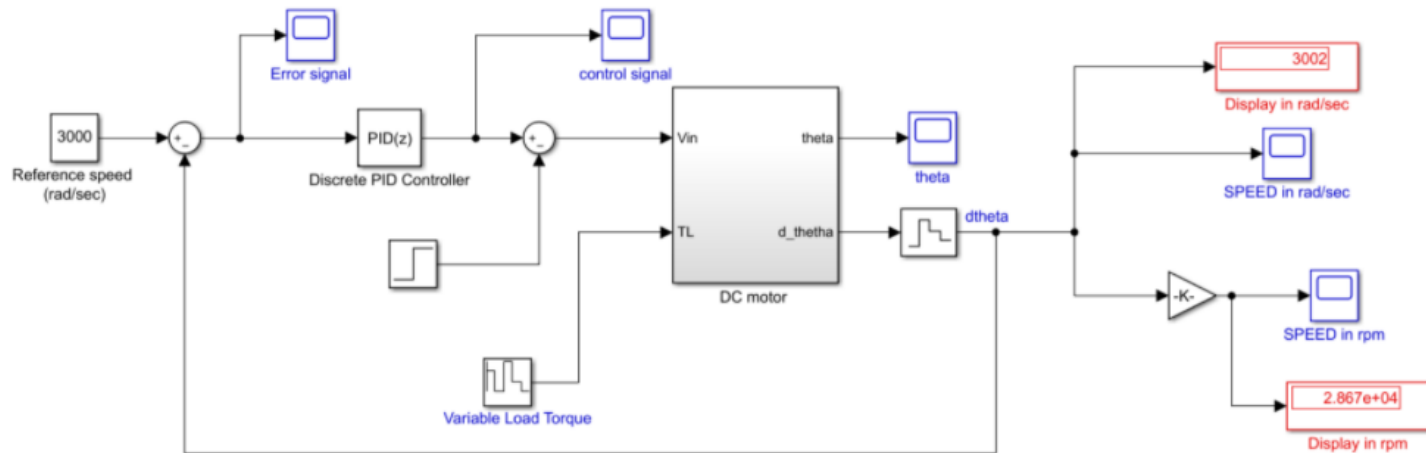 Error signal
control signal
3002
Display in rad/sec
3000
Reference speed
(rad/sec)
+
-
PID(z)
Discrete PID Controller
+
-
Vin
TL
theta
d_thetha
DC motor
theta
dtheta
SPEED in rad/sec
-K-
SPEED in rpm
Variable Load Torque
2.867e+04
Display in rpm